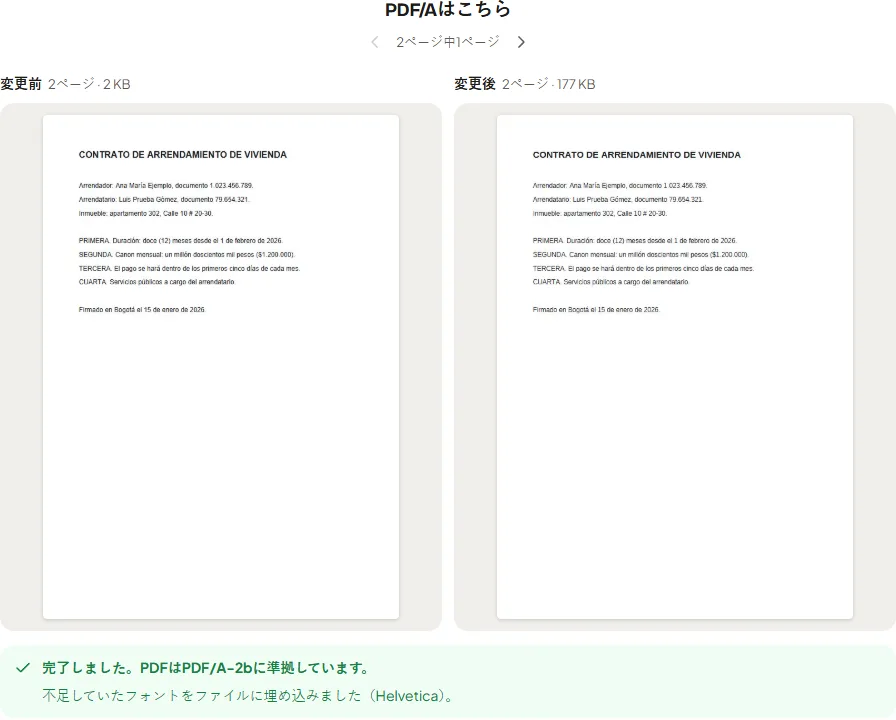 PDF/Aはこちら
2ページ中1ページ
変更前 2ページ · 2 KB
CONTRATO DE ARRENDAMIENTO DE VIVIENDA
Arrendador: Ana María Ejemplo, documento 1.023.456.789.
Arrendatario: Luis Prueba Gómez, documento 79.654.321.
Inmueble: apartamento 302, Calle 10 # 20-30.
PRIMERA. Duración: doce (12) meses desde el 1 de febrero de 2026.
SEGUNDA. Canon mensual: un millón doscientos mil pesos ($1.200.000).
TERCERA. El pago se hará dentro de los primeros cinco días de cada mes.
CUARTA. Servicios públicos a cargo del arrendatario.
Firmado en Bogotá el 15 de enero de 2026.
変更後 2ページ · 177 KB
CONTRATO DE ARRENDAMIENTO DE VIVIENDA
Arrendador: Ana María Ejemplo, documento 1.023.456.789.
Arrendatario: Luis Prueba Gómez, documento 79.654.321.
Inmueble: apartamento 302, Calle 10 # 20-30.
PRIMERA. Duración: doce (12) meses desde el 1 de febrero de 2026.
SEGUNDA. Canon mensual: un millón doscientos mil pesos ($1.200.000).
TERCERA. El pago se hará dentro de los primeros cinco días de cada mes.
CUARTA. Servicios públicos a cargo del arrendatario.
Firmado en Bogotá el 15 de enero de 2026.
完了しました。PDFはPDF/A-2bに準拠しています。
不足していたフォントをファイルに埋め込みました（Helvetica）。